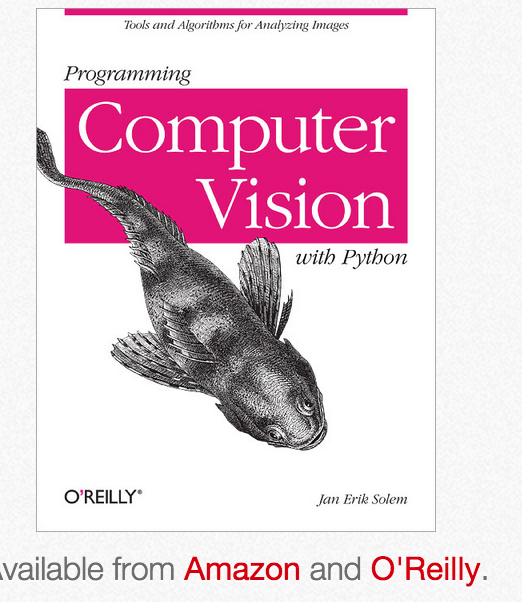 Tools and Algorithms for Analyzing Images
Programming
Computer
Vision
with Python
O'REILLY®
Jan Erik Solem
vailable from Amazon and O'Reilly.